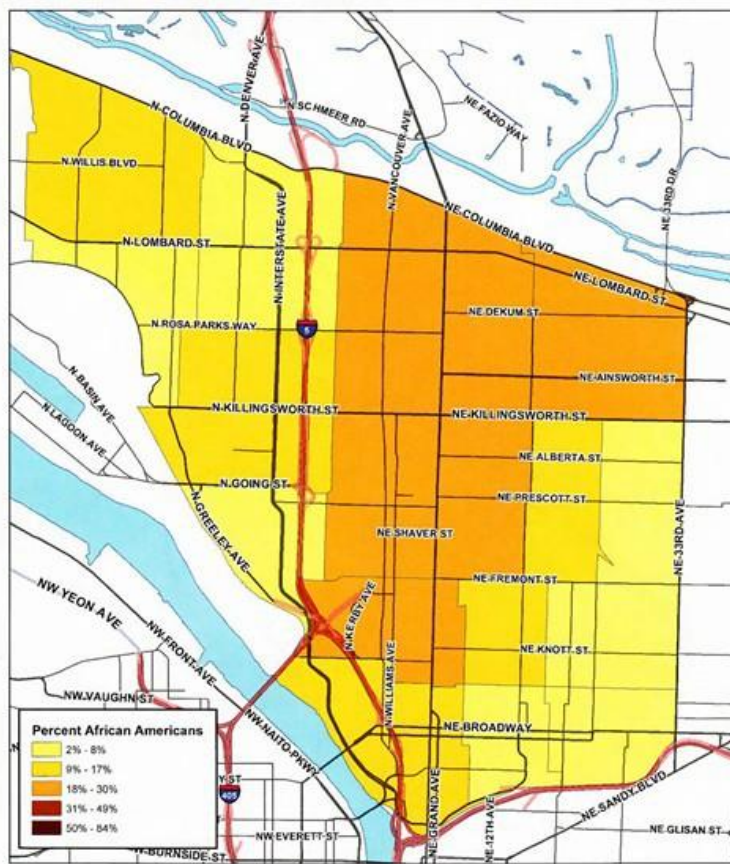 N DENVER AVE
N SCHMEER RD
N VANCOUVER AVE
NE FAZIO WAY
NE 33RD DR
N COLUMBIA BLVD
N WILLIS BLVD
N INTERSTATE AVE
NE COLUMBIA BLVD
N LOMBARD ST
NE LOMBARD ST
NE DEKUM ST
N ROSA PARKS WAY
5
N BASIN AVE
NE AINSWORTH ST
N LAGOON AVE
N KILLINGSWORTH ST
NE KILLINGSWORTH ST
NE ALBERTA ST
N GOING ST
NE PRESCOTT ST
N GREELEY AVE
NE SHAVER ST
NE 33RD AVE
NW YEON AVE
NE FREMONT ST
N KERBY AVE
NW FRONT AVE
NE KNOTT ST
N WILLIAMS AVE
NW VAUGHN ST
NW NAITO PKWY
NE BROADWAY
Percent African Americans
2% - 8%
9% - 17%
18% - 30%
31% - 49%
50% - 84%
Y ST
405
NE GRAND AVE
NE 12TH AVE
NE SANDY BLVD
NE GLISAN ST
NW EVERETT ST
W BURNSIDE ST